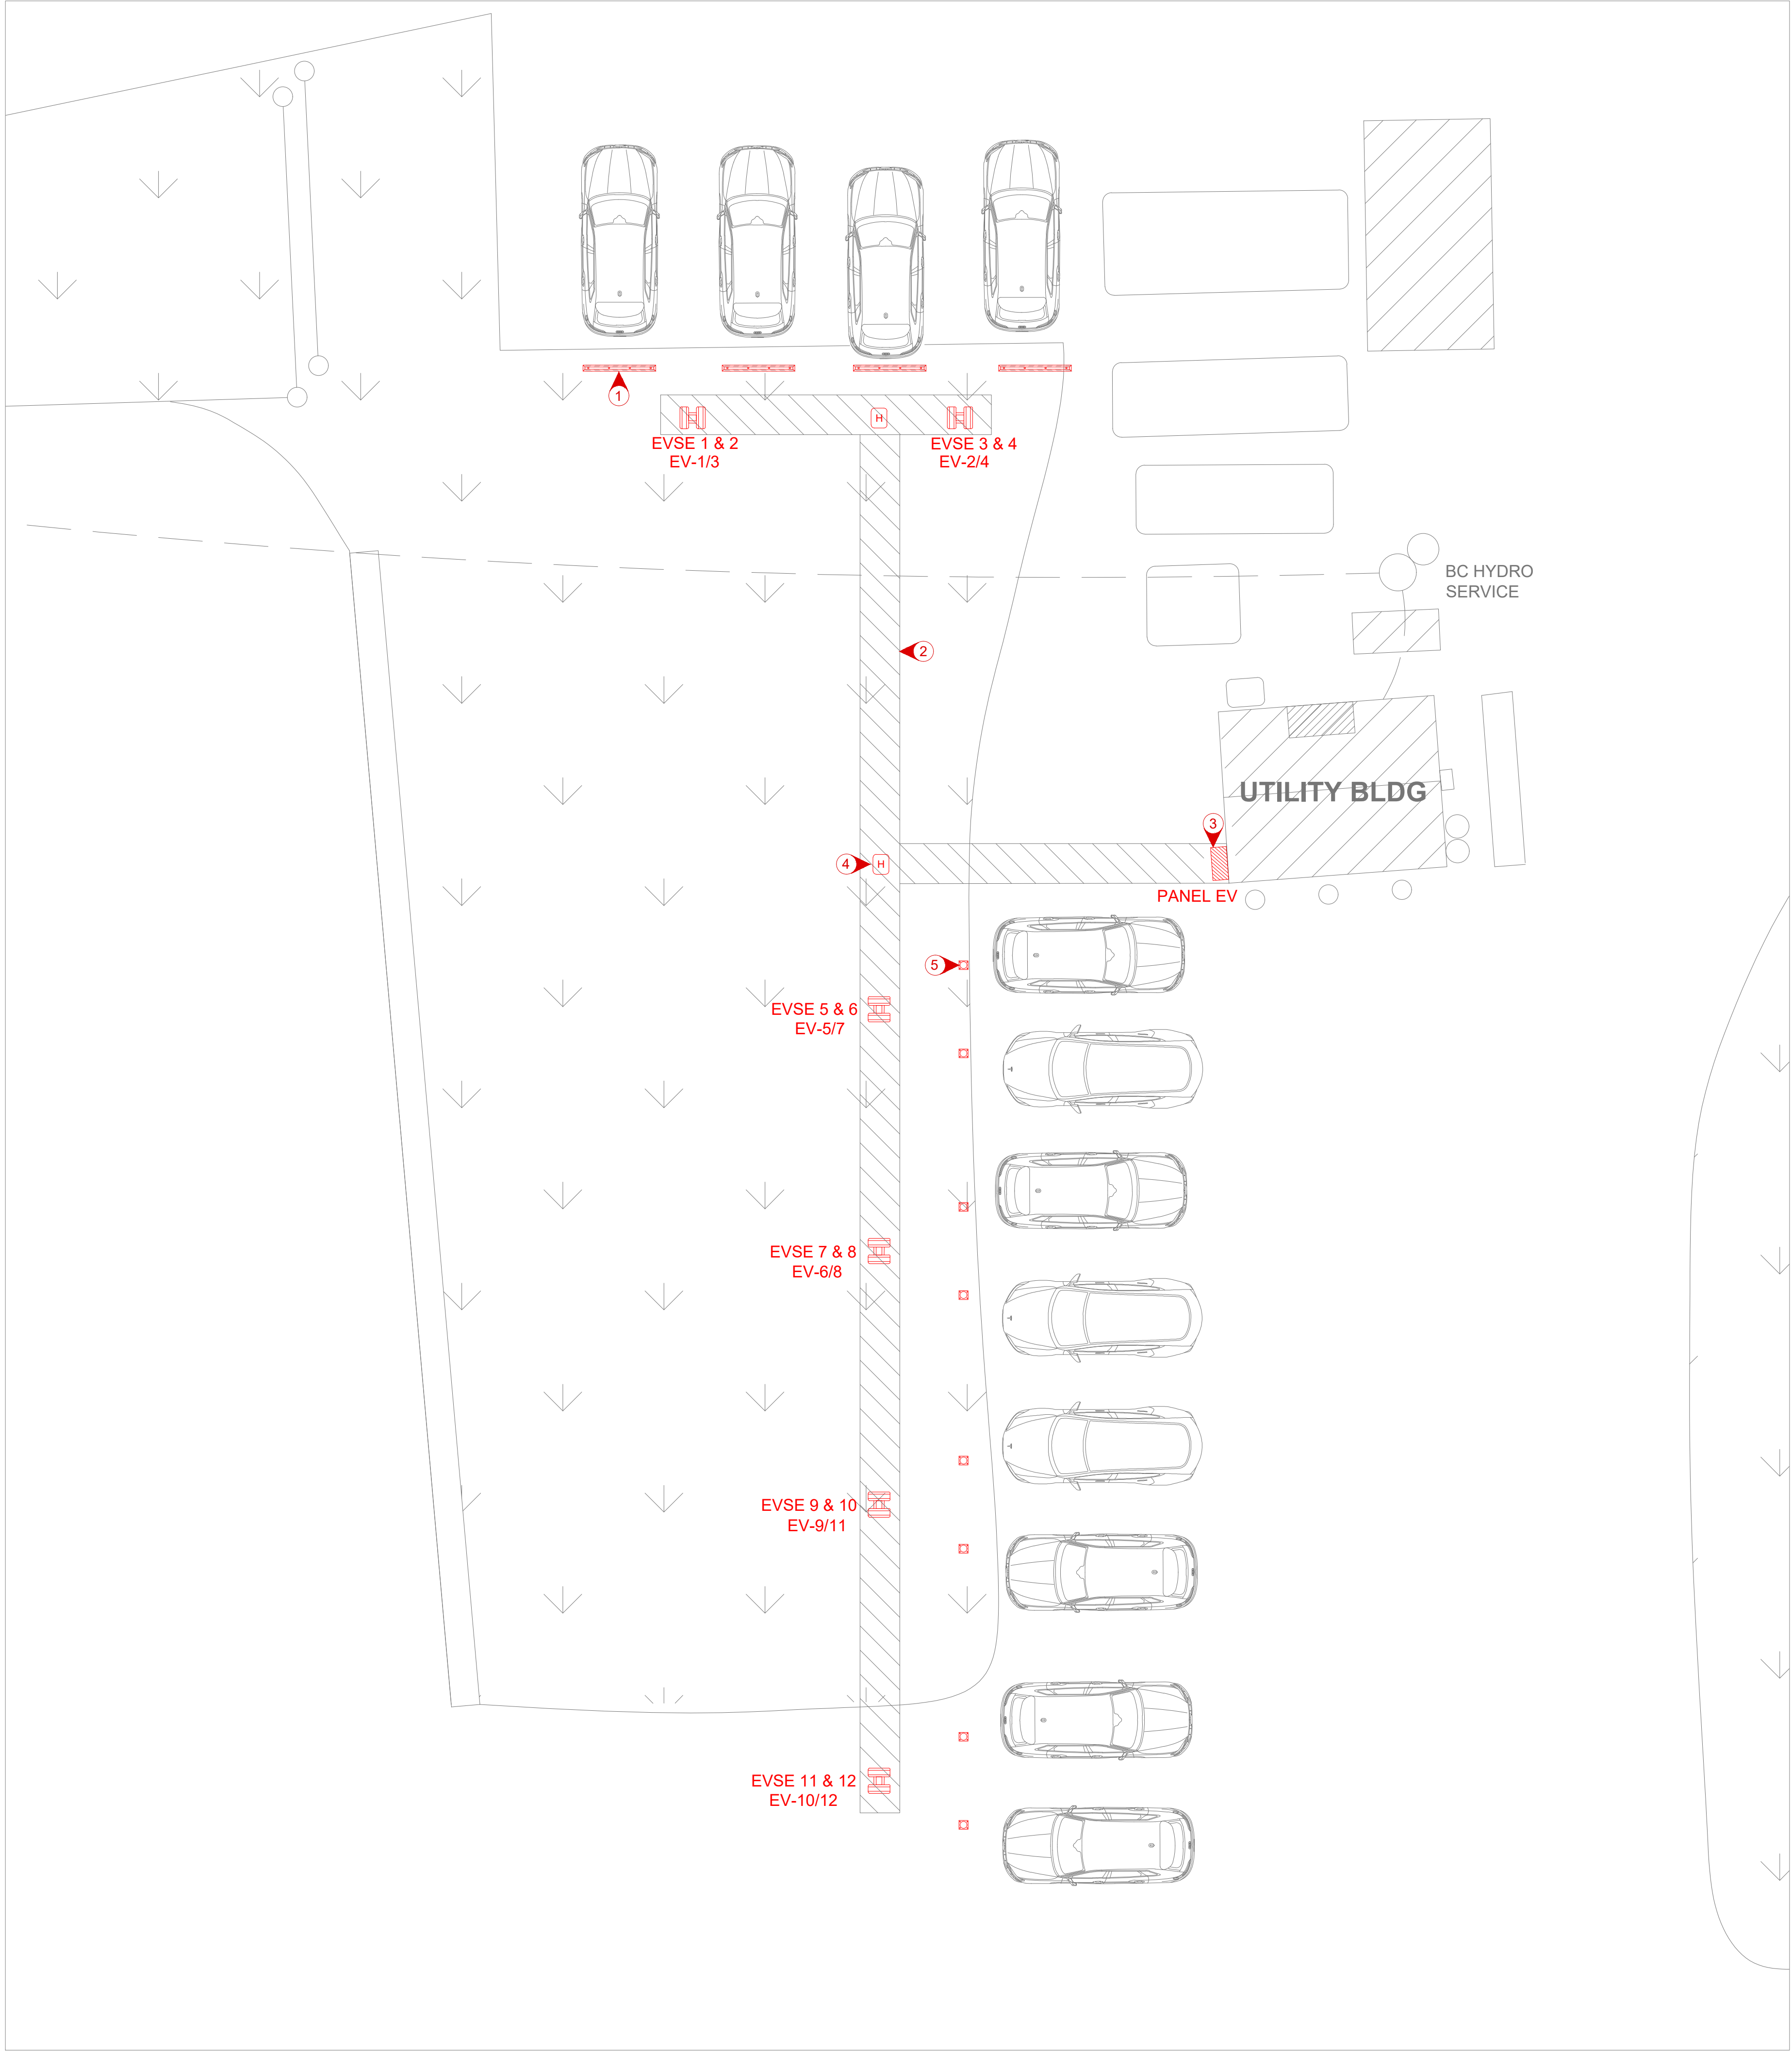 1
H
EVSE 1 & 2
EV-1/3
EVSE 3 & 4
EV-2/4
BC HYDRO
SERVICE
2
UTILITY BLDG
3
4
H
PANEL EV
5
EVSE 5 & 6
EV-5/7
EVSE 7 & 8
EV-6/8
EVSE 9 & 10
EV-9/11
EVSE 11 & 12
EV-10/12